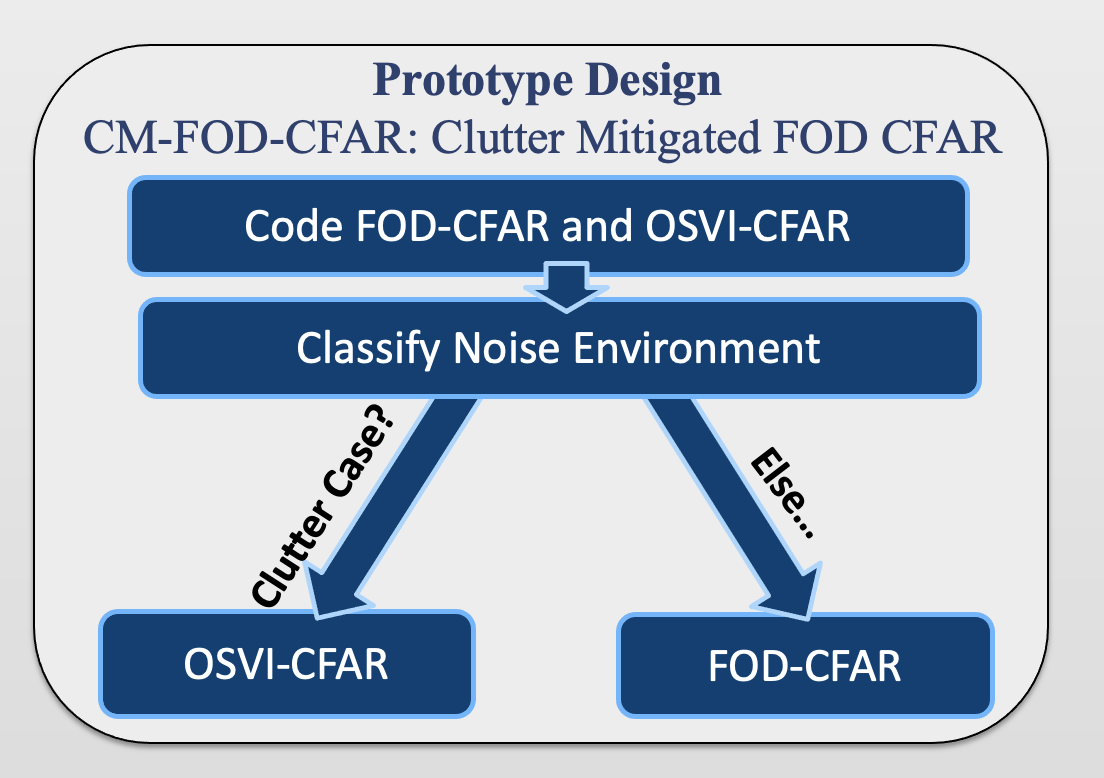 Prototype Design
CM-FOD-CFAR: Clutter Mitigated FOD CFAR
Code FOD-CFAR and OSVI-CFAR
Classify Noise Environment
Clutter Case?
Else...
OSVI-CFAR
FOD-CFAR